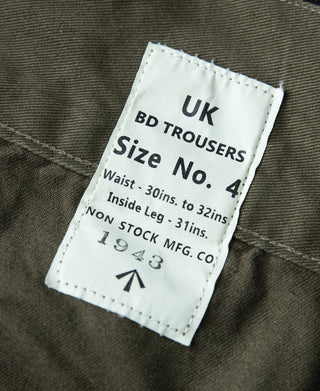 UK
BD TROUSERS
Size No. 4
Waist - 30ins. to 32ins
Inside Leg - 31ins.
NON STOCK MFG. CO
1943